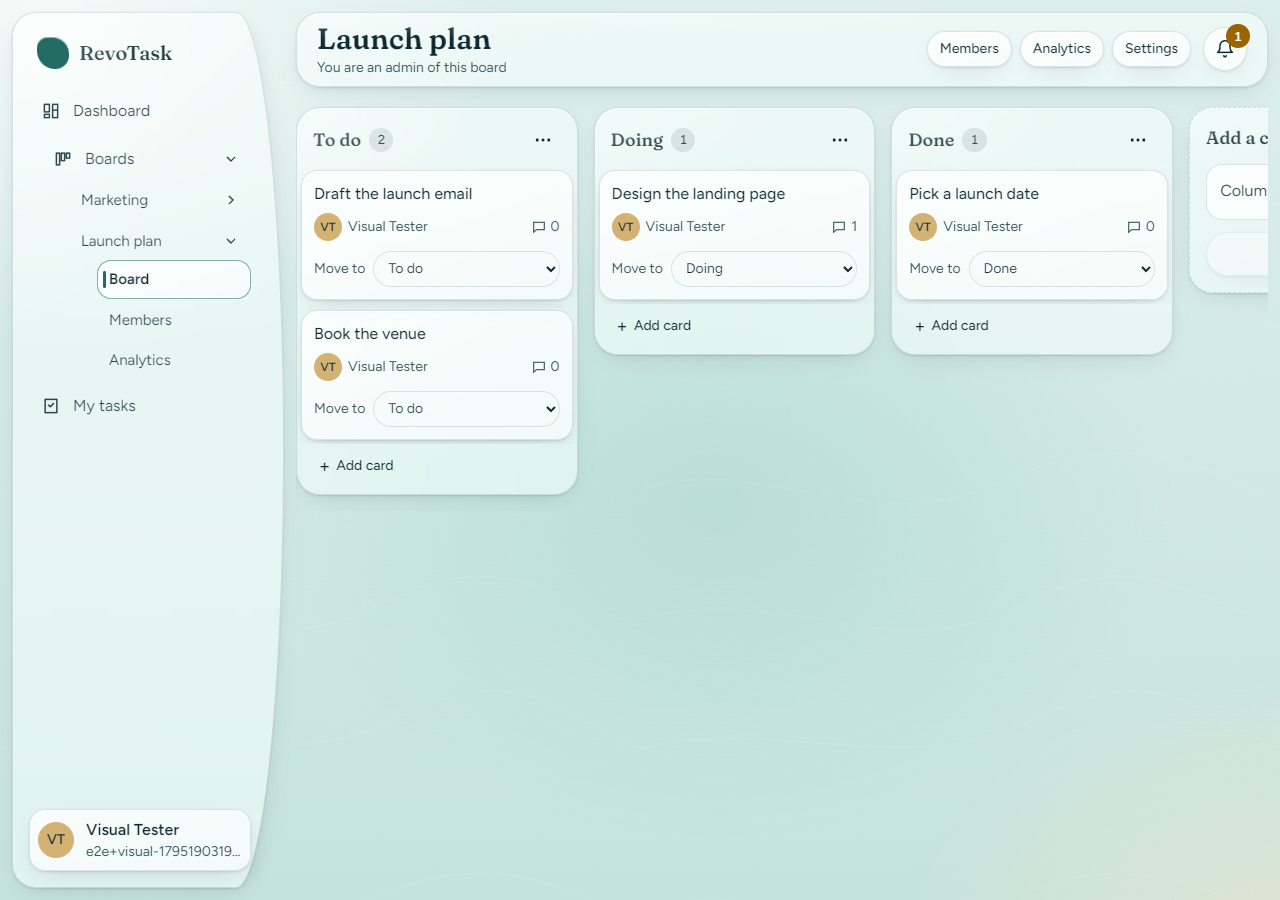 RevoTask
Dashboard
Boards
Marketing
Launch plan
Board
Members
Analytics
My tasks
VT
Visual Tester
e2e+visual-1795190319...
Launch plan
You are an admin of this board
Members
Analytics
Settings
1
To do 2
Draft the launch email
VT Visual Tester 0
Move to To do
Book the venue
VT Visual Tester 0
Move to To do
+ Add card
Doing 1
Design the landing page
VT Visual Tester 1
Move to Doing
+ Add card
Done 1
Pick a launch date
VT Visual Tester 0
Move to Done
+ Add card
Add a c
Colum